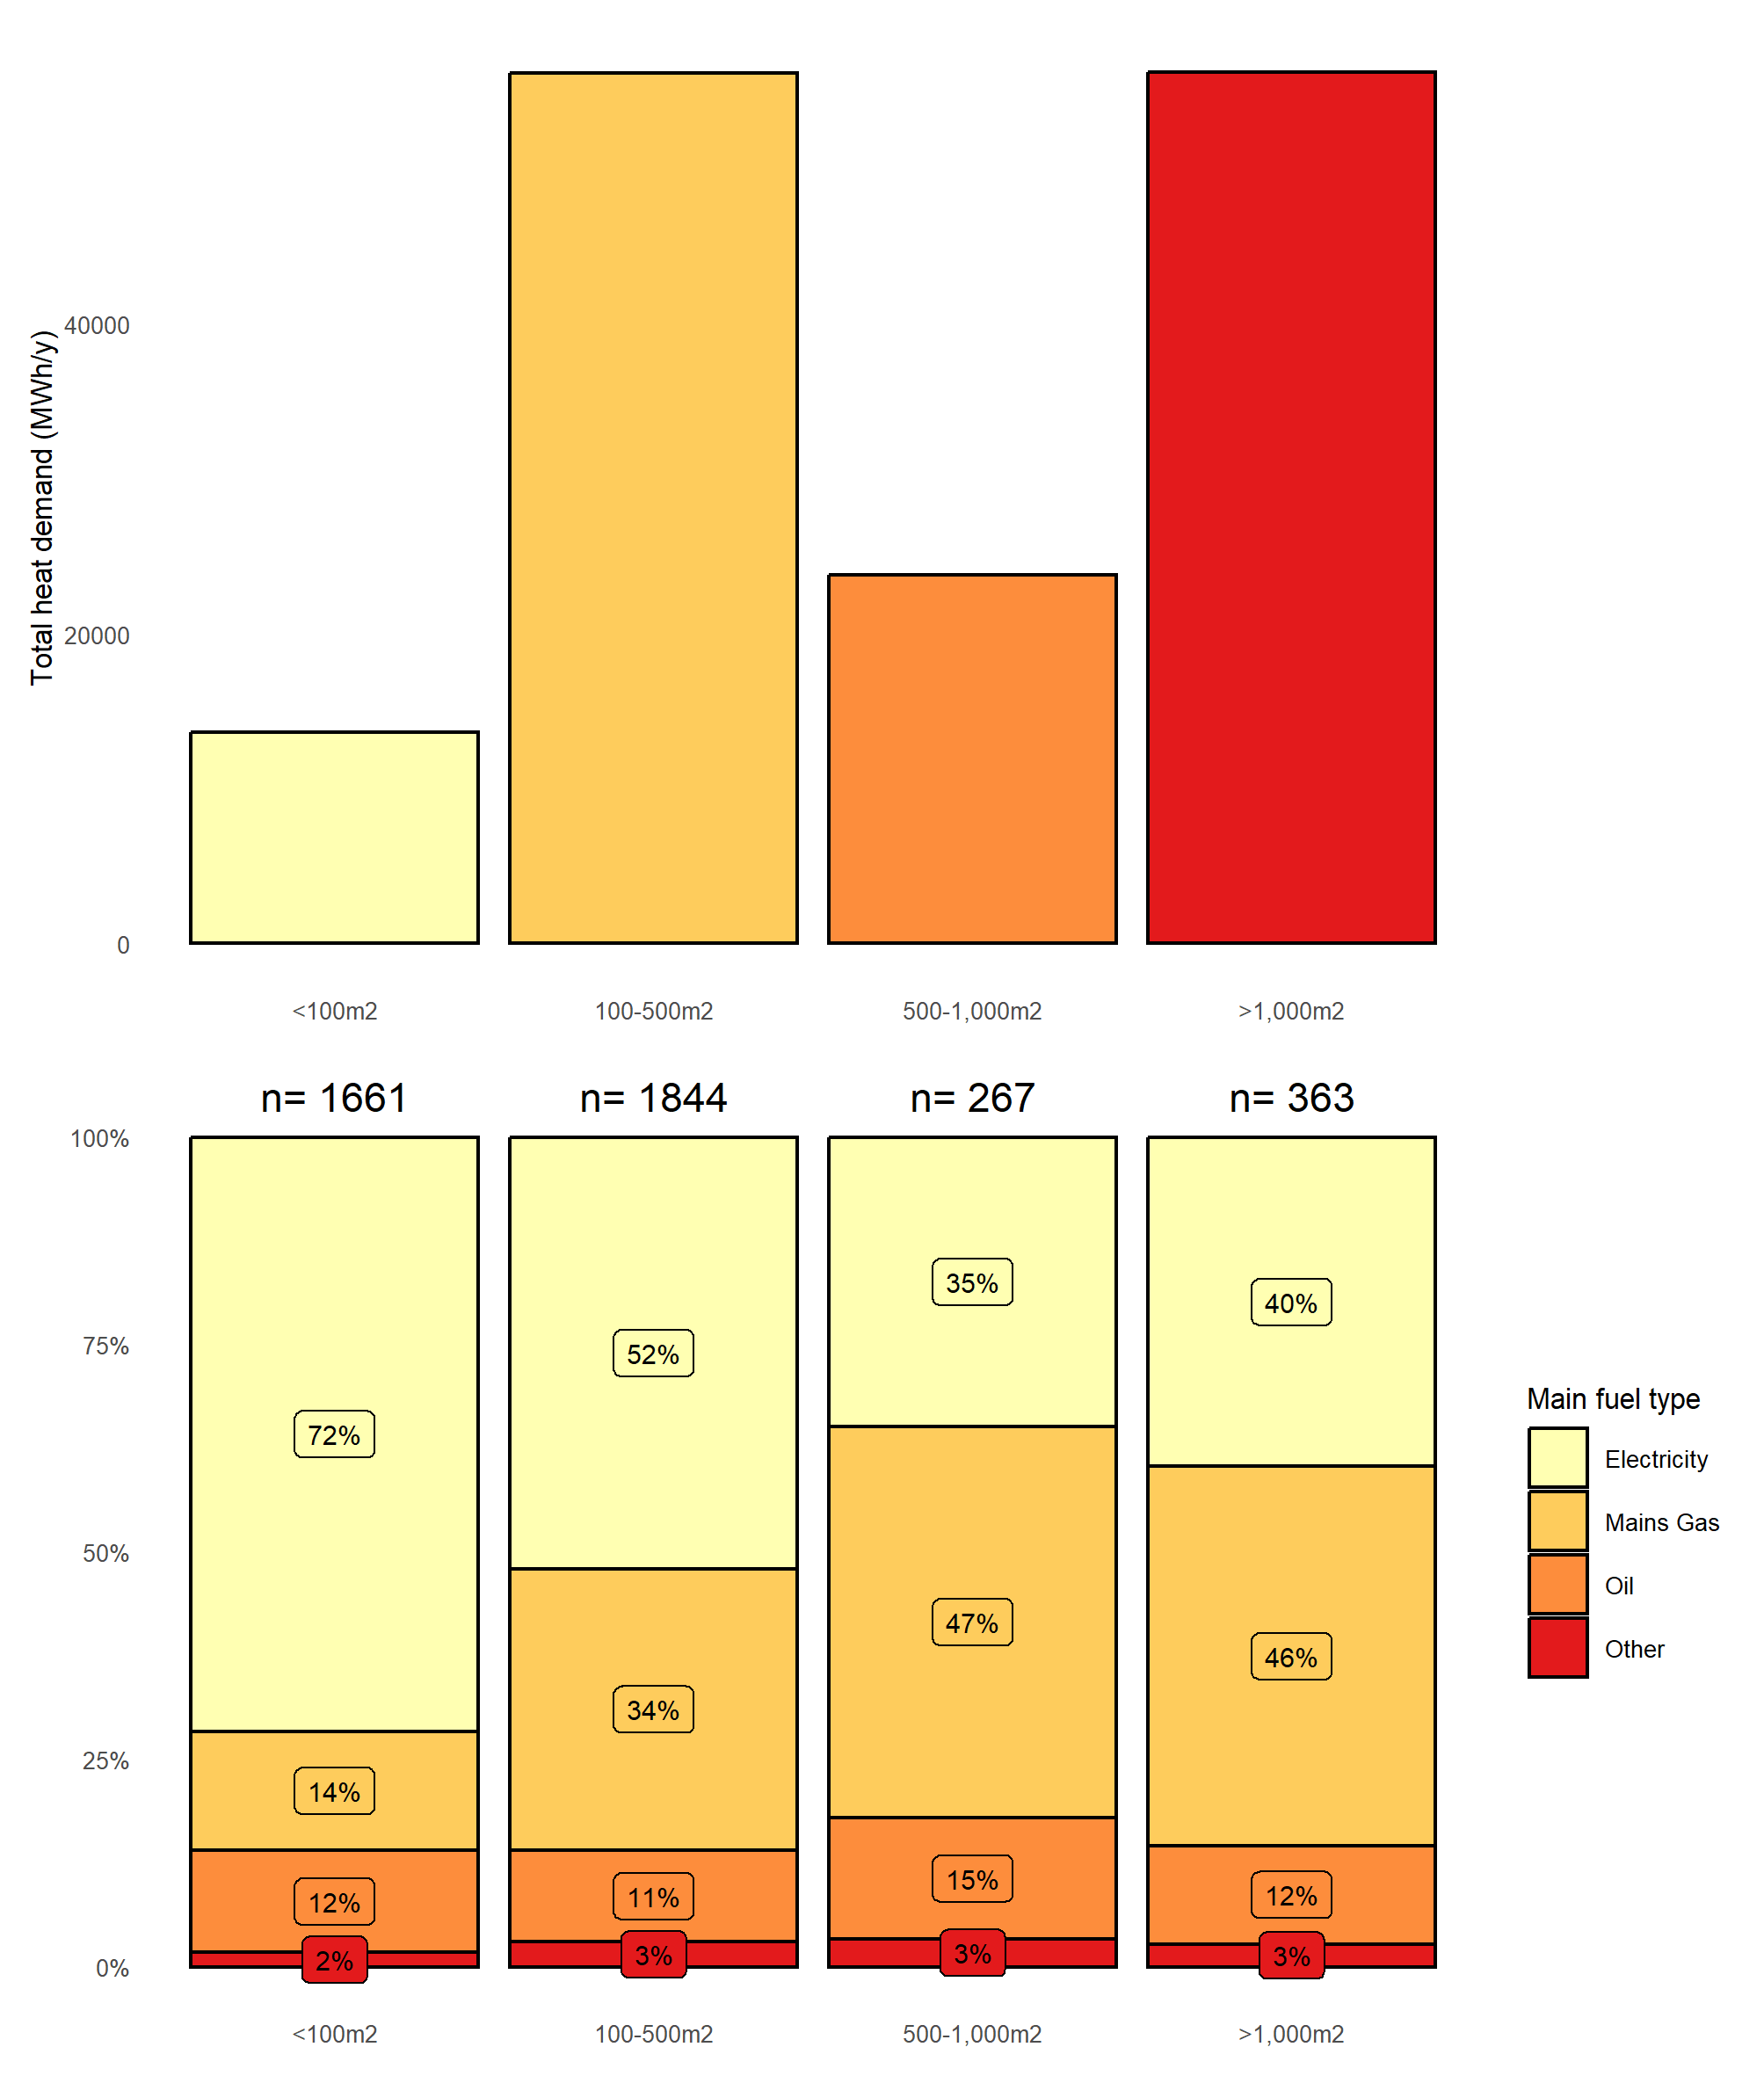 Total heat demand (MWh/y)
40000
20000
0
<100m2 100-500m2 500-1,000m2 >1,000m2
n= 1661 n= 1844 n= 267 n= 363
100%
75%
50%
25%
0%
72%
14%
12%
2%
52%
34%
11%
3%
35%
47%
15%
3%
40%
46%
12%
3%
<100m2 100-500m2 500-1,000m2 >1,000m2
Main fuel type
Electricity
Mains Gas
Oil
Other